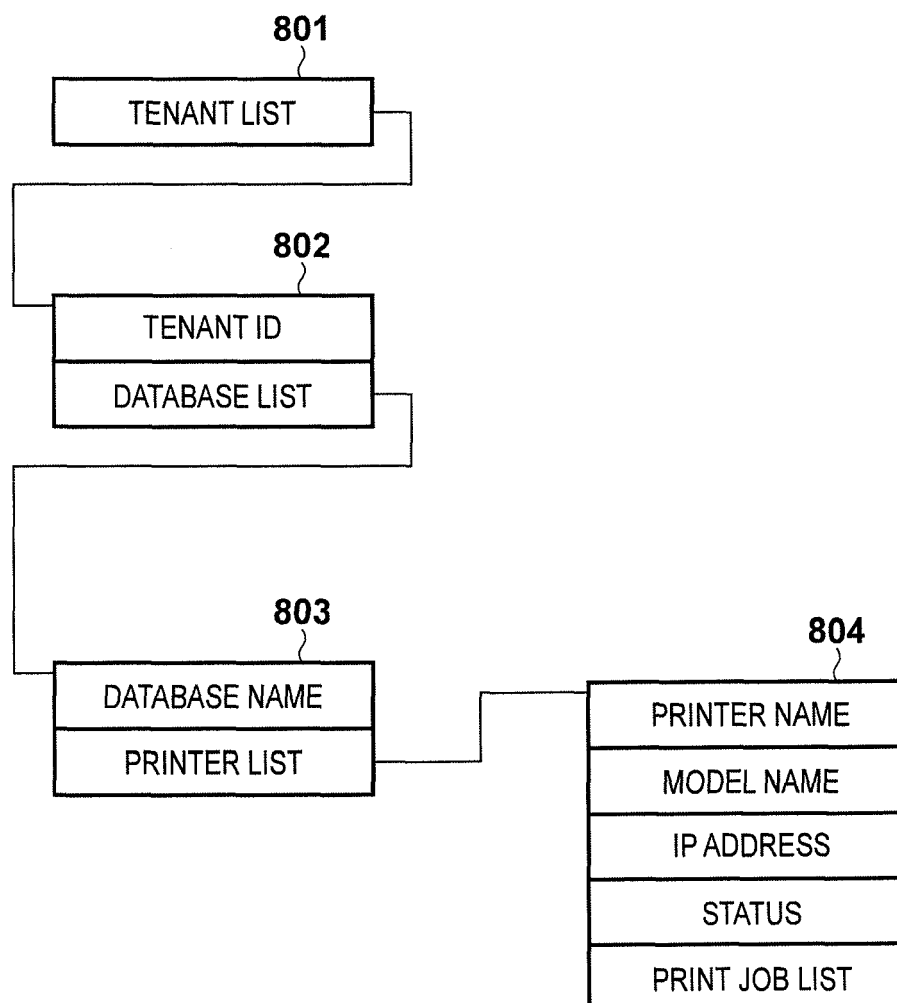 801
TENANT LIST
802
TENANT ID
DATABASE LIST
803
DATABASE NAME
PRINTER LIST
804
PRINTER NAME
MODEL NAME
IP ADDRESS
STATUS
PRINT JOB LIST